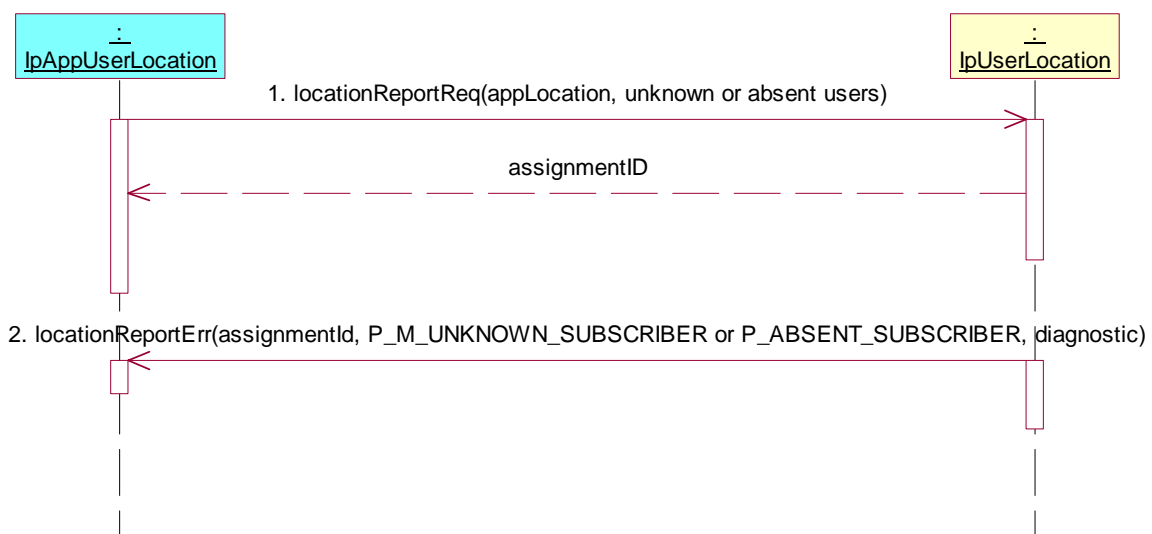 :
IpAppUserLocation
:
IpUserLocation
1. locationReportReq(appLocation, unknown or absent users)
assignmentID
2. locationReportErr(assignmentId, P_M_UNKNOWN_SUBSCRIBER or P_ABSENT_SUBSCRIBER, diagnostic)